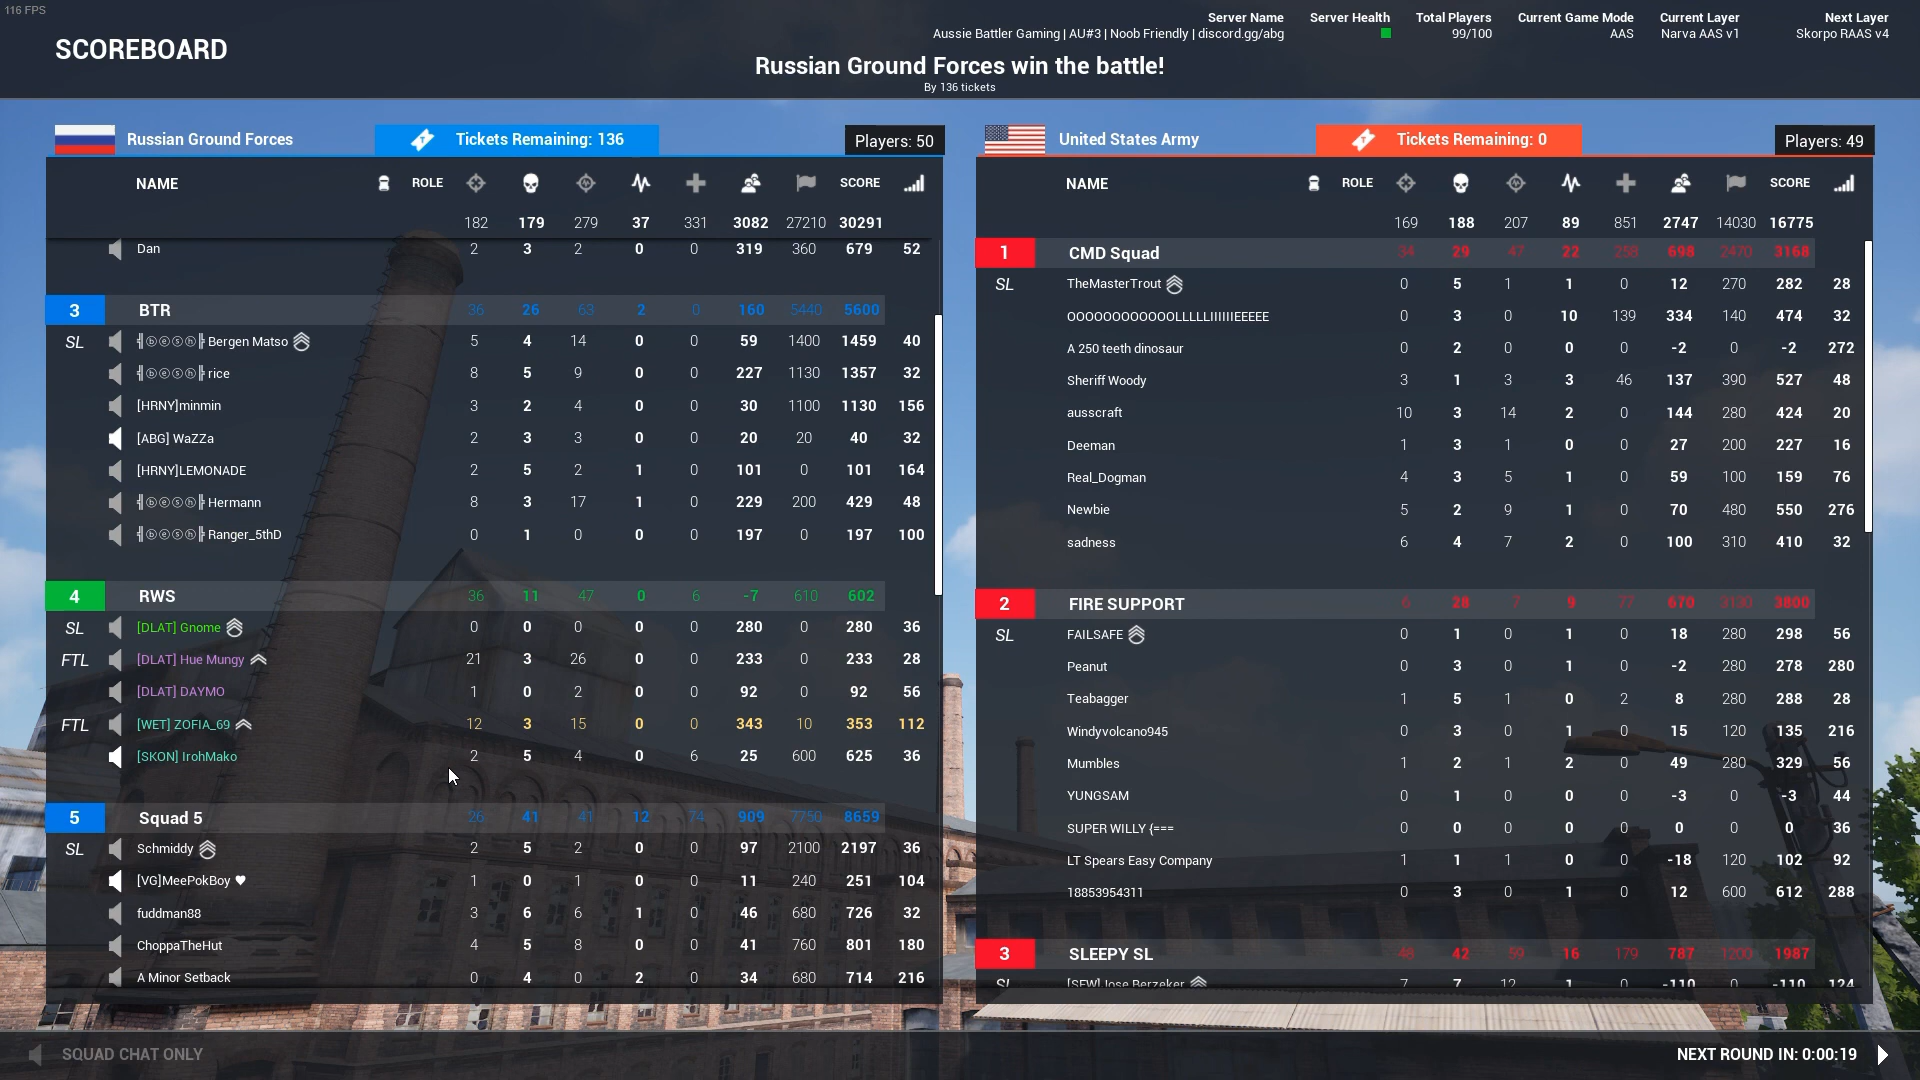 116 FPS
SCOREBOARD
Server Name Server Health Total Players Current Game Mode Current Layer Next Layer
Aussie Battler Gaming | AU#3 | Noob Friendly | discord.gg/abg 99/100 AAS Narva AAS v1 Skorpo RAAS v4
Russian Ground Forces win the battle!
By 136 tickets
Russian Ground Forces Tickets Remaining: 136 Players: 50
NAME ROLE SCORE
182 179 279 37 331 3082 27210 30291
Dan 2 3 2 0 0 319 360 679 52
3 BTR 36 26 63 2 0 160 5440 5600
SL ╣ⓑⓔⓢⓗ╠ Bergen Matso 5 4 14 0 0 59 1400 1459 40
╣ⓑⓔⓢⓗ╠ rice 8 5 9 0 0 227 1130 1357 32
[HRNY]minmin 3 2 4 0 0 30 1100 1130 156
[ABG] WaZZa 2 3 3 0 0 20 20 40 32
[HRNY]LEMONADE 2 5 2 1 0 101 0 101 164
╣ⓑⓔⓢⓗ╠ Hermann 8 3 17 1 0 229 200 429 48
╣ⓑⓔⓢⓗ╠ Ranger_5thD 0 1 0 0 0 197 0 197 100
4 RWS 36 11 47 0 6 -7 610 602
SL [DLAT] Gnome 0 0 0 0 0 280 0 280 36
FTL [DLAT] Hue Mungy 21 3 26 0 0 233 0 233 28
[DLAT] DAYMO 1 0 2 0 0 92 0 92 56
FTL [WET] ZOFIA_69 12 3 15 0 0 343 10 353 112
[SKON] IrohMako 2 5 4 0 6 25 600 625 36
5 Squad 5 26 41 41 12 74 909 7750 8659
SL Schmiddy 2 5 2 0 0 97 2100 2197 36
[VG]MeePokBoy ♥ 1 0 1 0 0 11 240 251 104
fuddman88 3 6 6 1 0 46 680 726 32
ChoppaTheHut 4 5 8 0 0 41 760 801 180
A Minor Setback 0 4 0 2 0 34 680 714 216
United States Army Tickets Remaining: 0 Players: 49
NAME ROLE SCORE
169 188 207 89 851 2747 14030 16775
1 CMD Squad 34 29 47 22 258 698 2470 3168
SL TheMasterTrout 0 5 1 1 0 12 270 282 28
OOOOOOOOOOOOLLLLLIIIIIIEEEEE 0 3 0 10 139 334 140 474 32
A 250 teeth dinosaur 0 2 0 0 0 -2 0 -2 272
Sheriff Woody 3 1 3 3 46 137 390 527 48
ausscraft 10 3 14 2 0 144 280 424 20
Deeman 1 3 1 0 0 27 200 227 16
Real_Dogman 4 3 5 1 0 59 100 159 76
Newbie 5 2 9 1 0 70 480 550 276
sadness 6 4 7 2 0 100 310 410 32
2 FIRE SUPPORT 6 28 7 9 77 670 3130 3800
SL FAILSAFE 0 1 0 1 0 18 280 298 56
Peanut 0 3 0 1 0 -2 280 278 280
Teabagger 1 5 1 0 2 8 280 288 28
Windyvolcano945 0 3 0 1 0 15 120 135 216
Mumbles 1 2 1 2 0 49 280 329 56
YUNGSAM 0 1 0 0 0 -3 0 -3 44
SUPER WILLY {=== 0 0 0 0 0 0 0 0 36
LT Spears Easy Company 1 1 1 0 0 -18 120 102 92
18853954311 0 3 0 1 0 12 600 612 288
3 SLEEPY SL 48 42 59 16 179 787 1200 1987
SL [SFW]Jose Berzeker 7 7 12 1 0 -110 0 -110 124
SQUAD CHAT ONLY
NEXT ROUND IN: 0:00:19